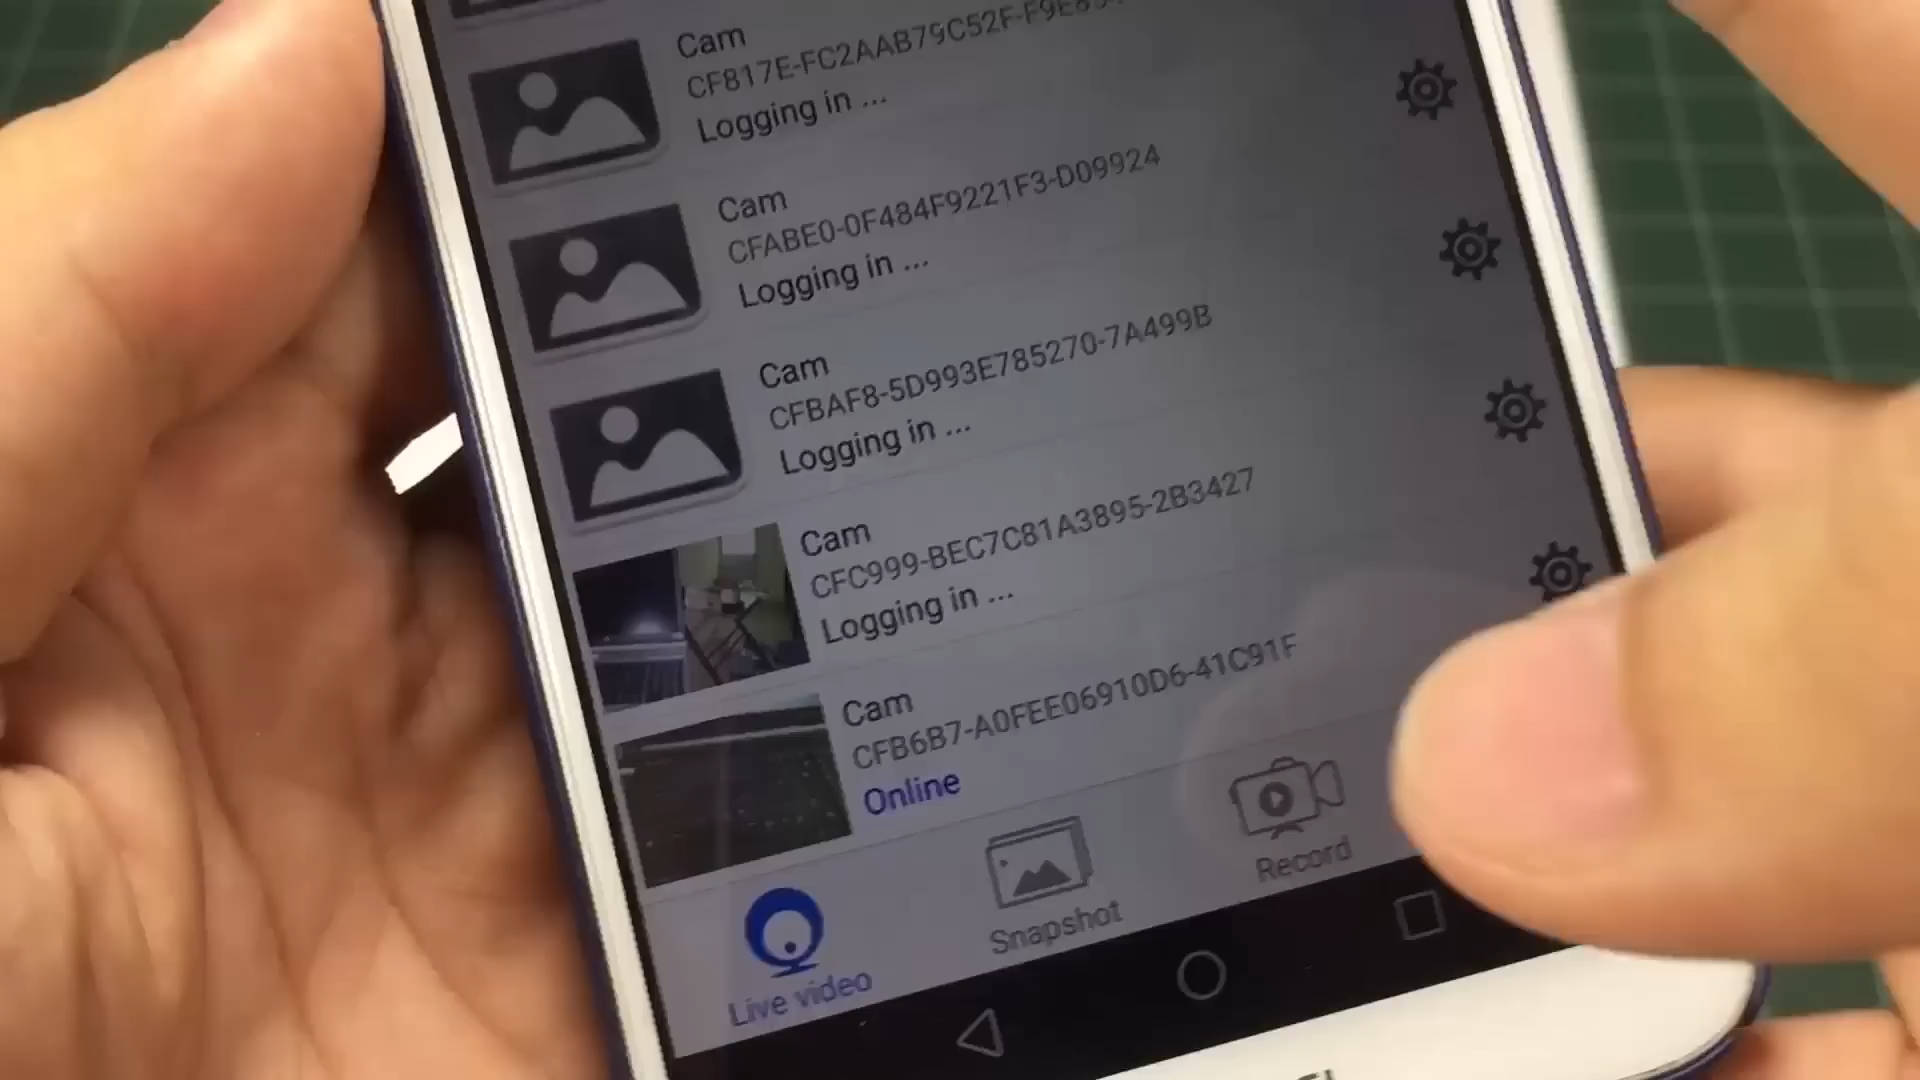 Cam
CF817E-FC2AAB79C52F-F9E85
Logging in ...
Cam
CFABE0-0F484F9221F3-D09924
Logging in ...
Cam
CFBAF8-5D993E785270-7A499B
Logging in ...
Cam
CFC999-BEC7C81A3895-2B3427
Logging in ...
Cam
CFB6B7-A0FEE06910D6-41C91F
Online
Live video
Snapshot
Record